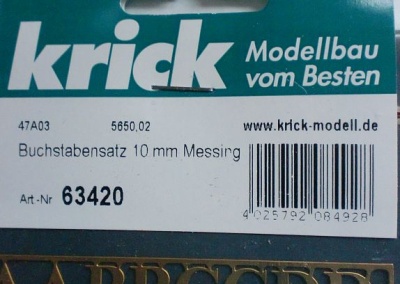 krick
Modellbau
vom Besten
47A03 5650,02 www.krick-modell.de
Buchstabensatz 10 mm Messing
Art.-Nr 63420
4 025792 084928